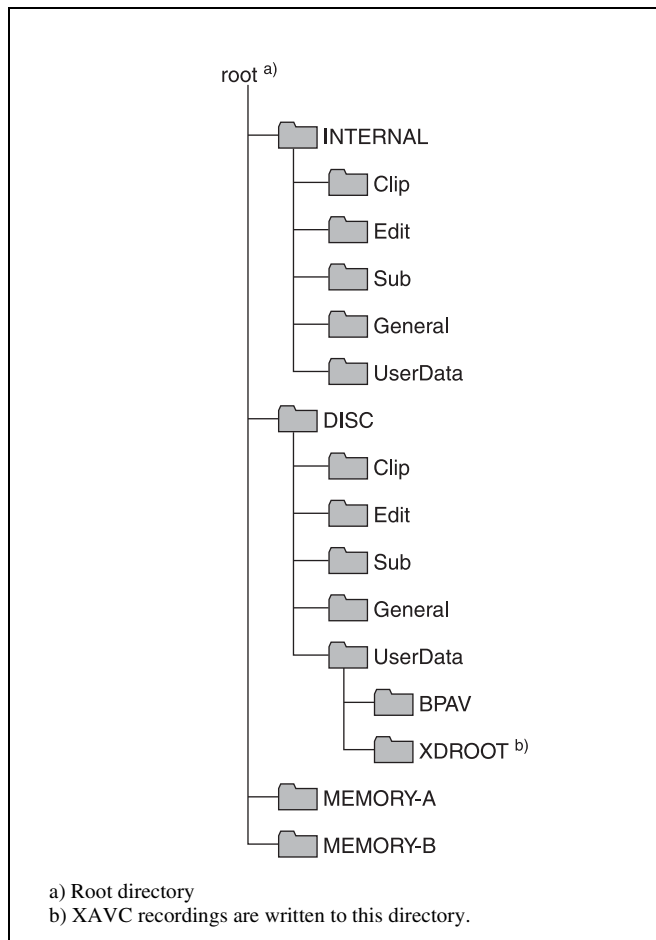 root a)
INTERNAL
Clip
Edit
Sub
General
UserData
DISC
Clip
Edit
Sub
General
UserData
BPAV
XDROOT b)
MEMORY-A
MEMORY-B
a) Root directory
b) XAVC recordings are written to this directory.